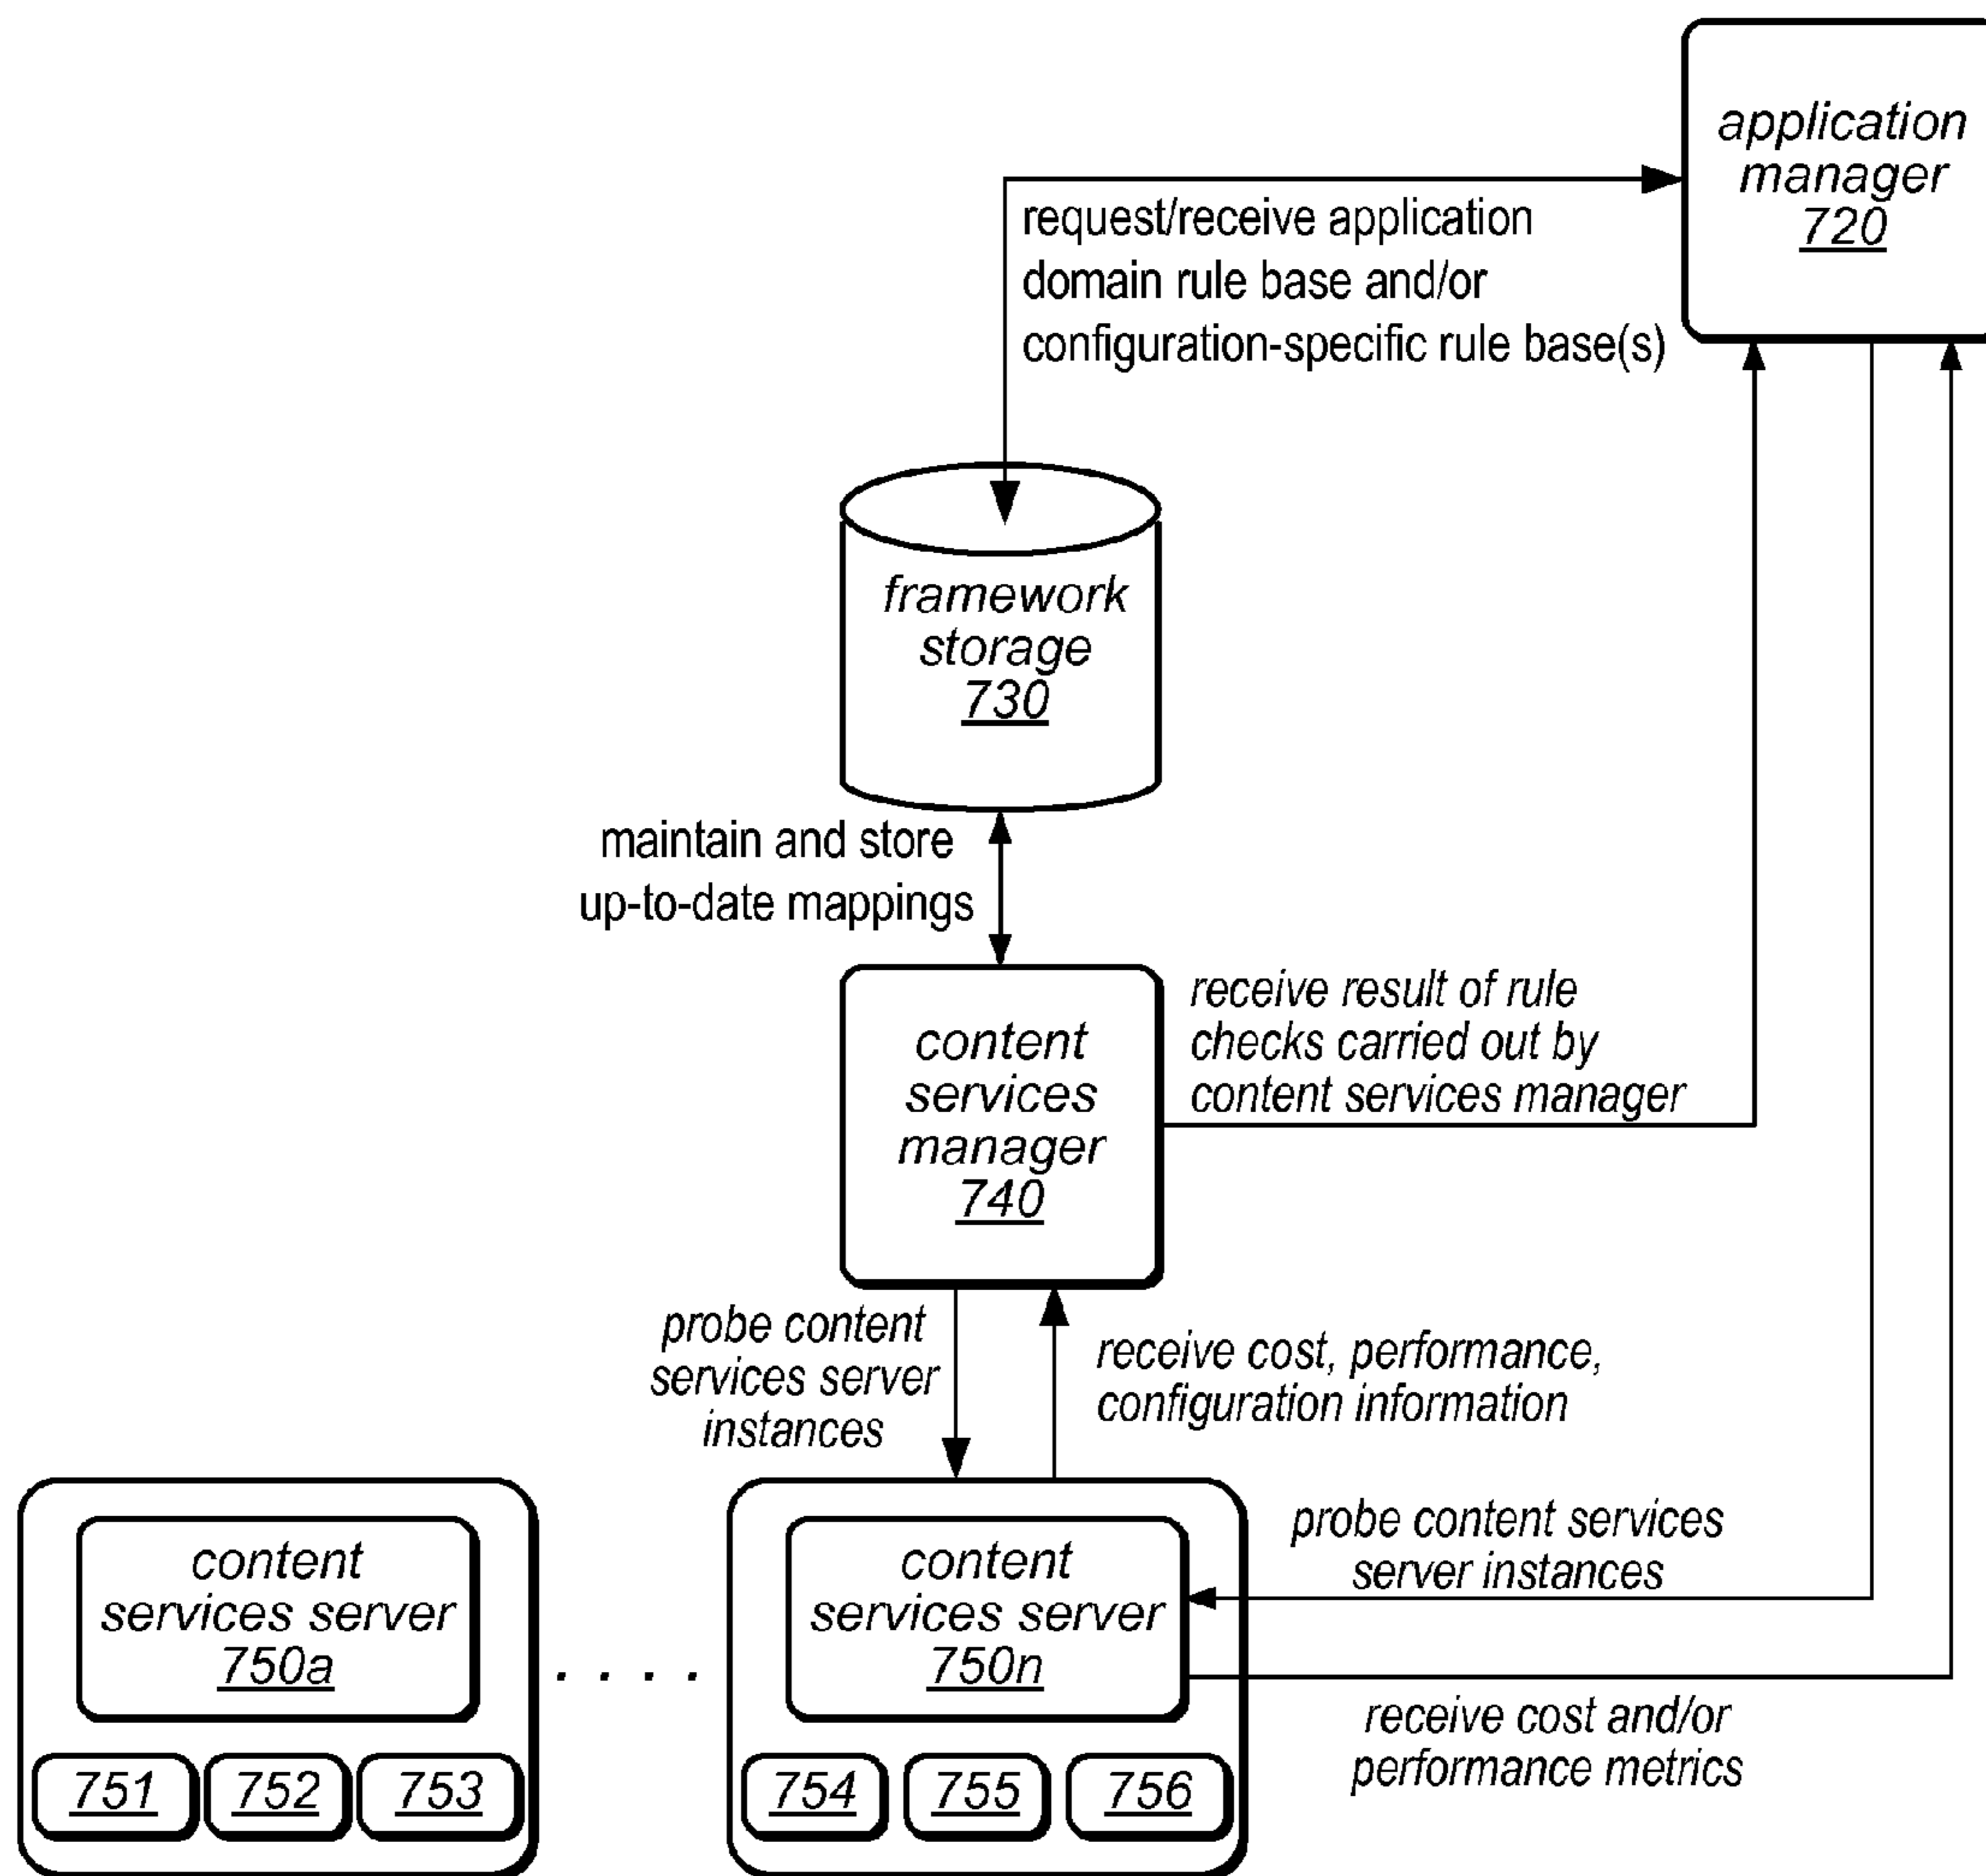 application
manager
720
request/receive application
domain rule base and/or
configuration-specific rule base(s)
framework
storage
730
maintain and store
up-to-date mappings
content
services
manager
740
receive result of rule
checks carried out by
content services manager
probe content
services server
instances
receive cost, performance,
configuration information
content
services server
750a
. . . .
content
services server
750n
probe content services
server instances
receive cost and/or
performance metrics
751
752
753
754
755
756